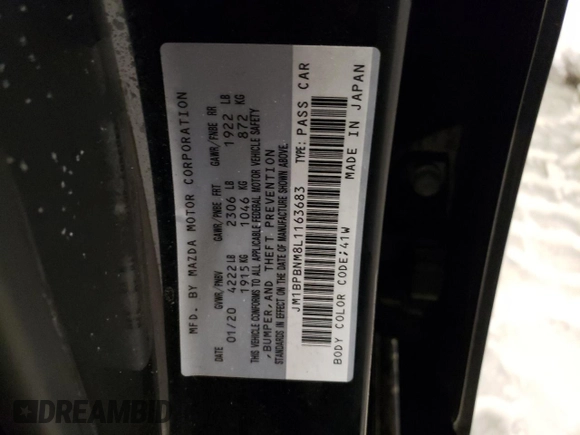 MFD. BY MAZDA MOTOR CORPORATION
DATE GVWR/PNBV GAWR/PNBE FRT GAWR/PNBE RR
01/20 4222 LB 2306 LB 1922 LB
1915 KG 1046 KG 872 KG
THIS VEHICLE CONFORMS TO ALL APPLICABLE FEDERAL MOTOR VEHICLE SAFETY
, BUMPER, AND THEFT PREVENTION
STANDARDS IN EFFECT ON THE DATE OF MANUFACTURE SHOWN ABOVE.
JM1BPBNM8L1163683 TYPE: PASS CAR
BODY COLOR CODE;41W MADE IN JAPAN
DREAMBID